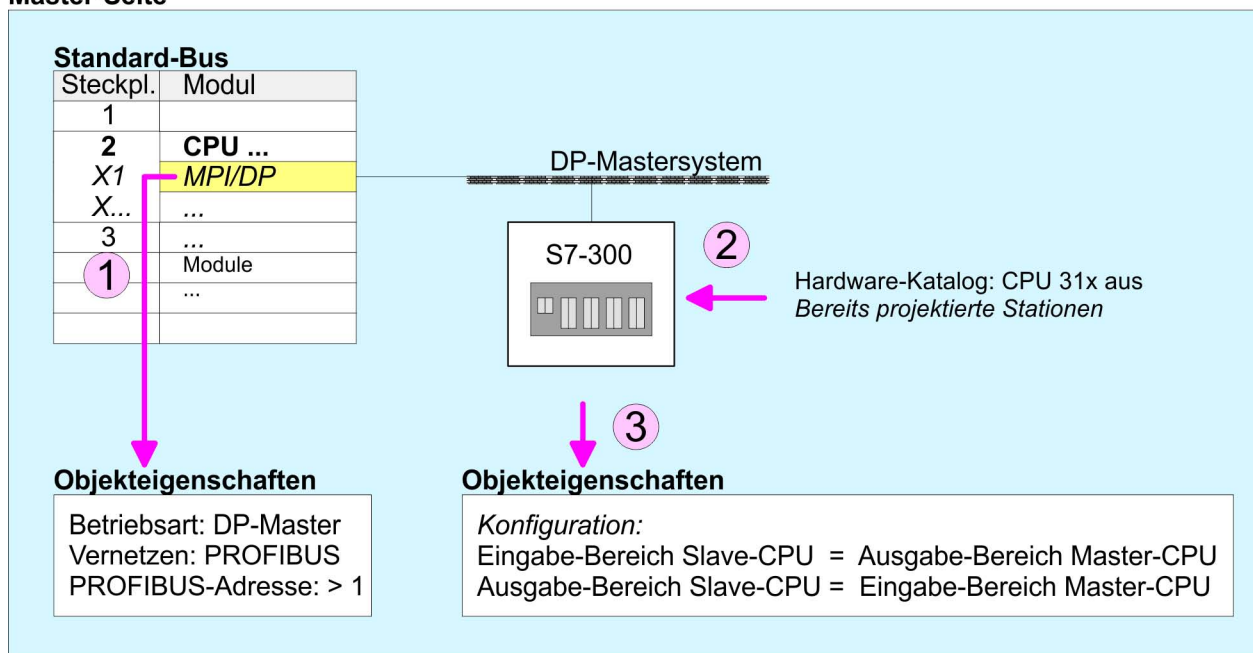 Master-Seite
Standard-Bus
Steckpl. Modul
1
2 CPU ...
X1 MPI/DP
X... ...
3 ...
Module
...
1
DP-Mastersystem
S7-300
2
Hardware-Katalog: CPU 31x aus
Bereits projektierte Stationen
3
Objekteigenschaften
Betriebsart: DP-Master
Vernetzen: PROFIBUS
PROFIBUS-Adresse: > 1
Objekteigenschaften
Konfiguration:
Eingabe-Bereich Slave-CPU = Ausgabe-Bereich Master-CPU
Ausgabe-Bereich Slave-CPU = Eingabe-Bereich Master-CPU